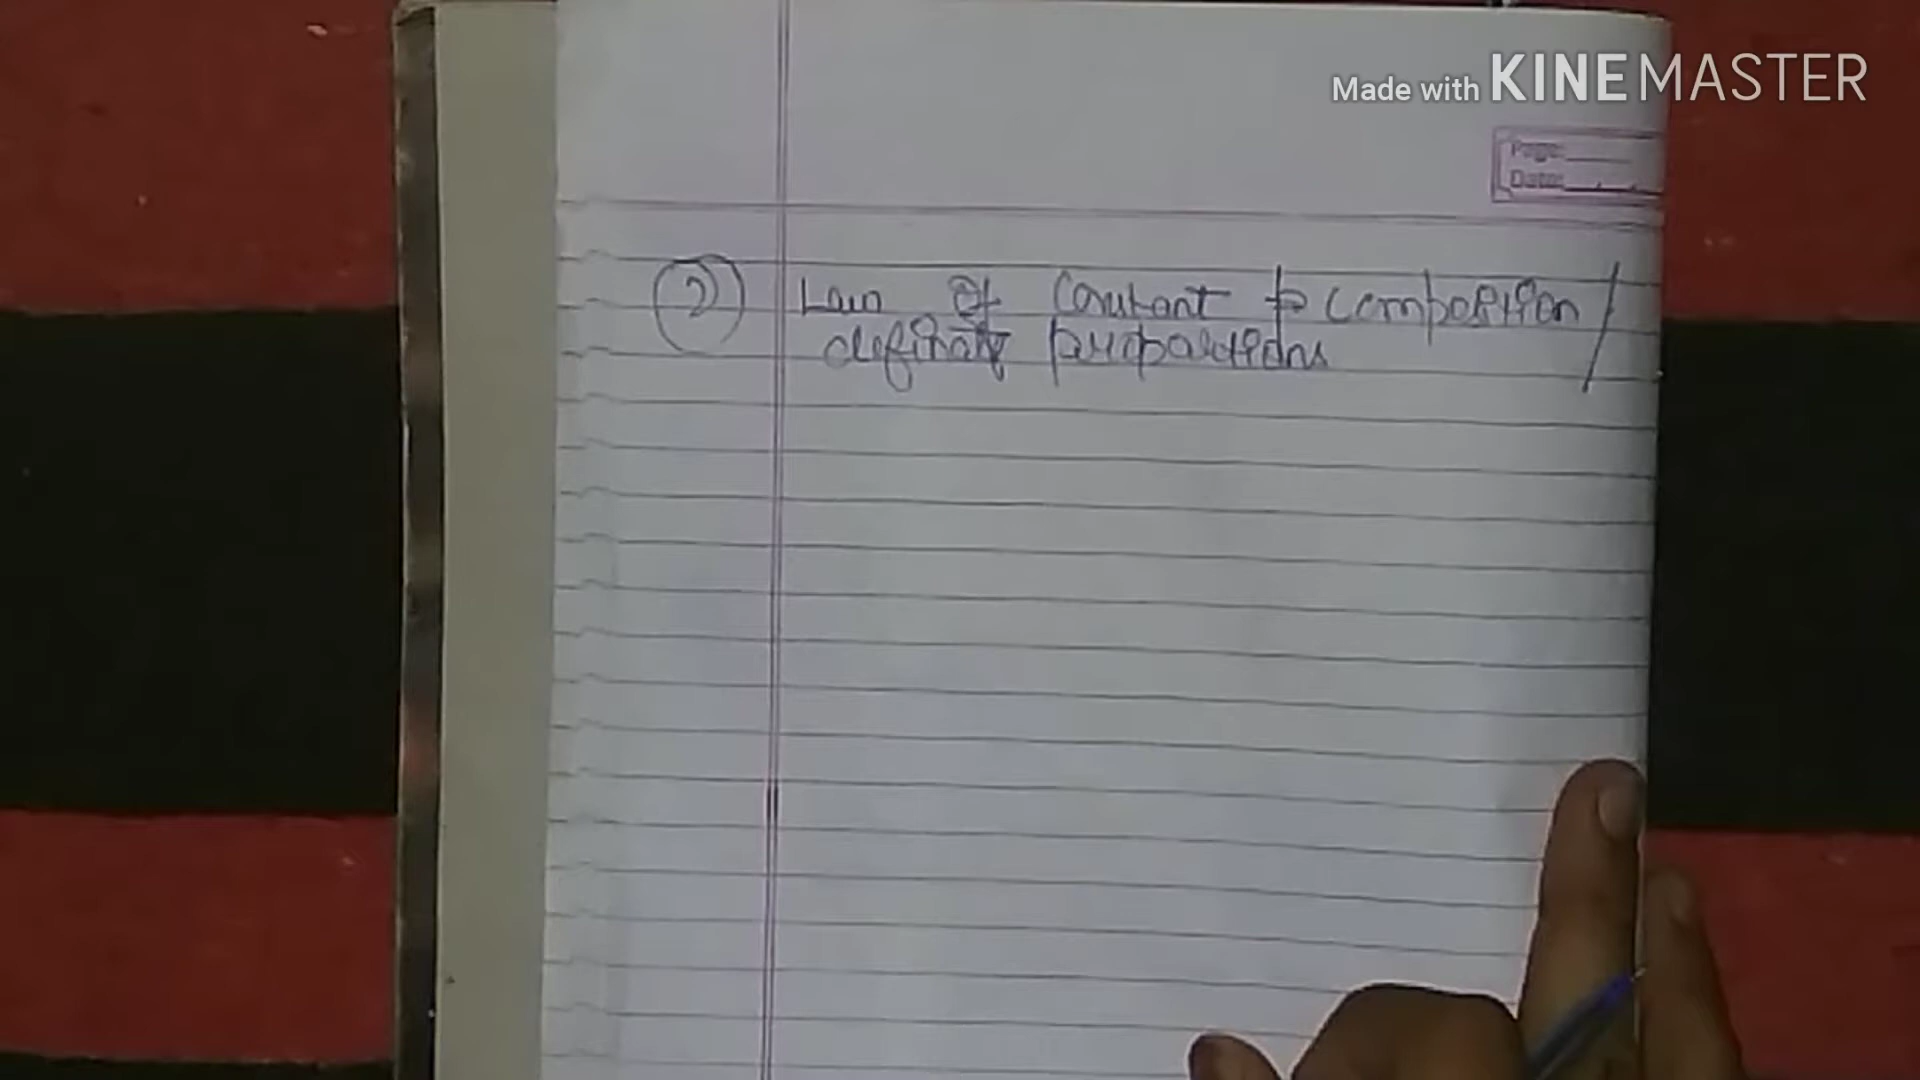 Made with KINEMASTER
Page:
Date:
2 Law of Constant composition /
definite proportions